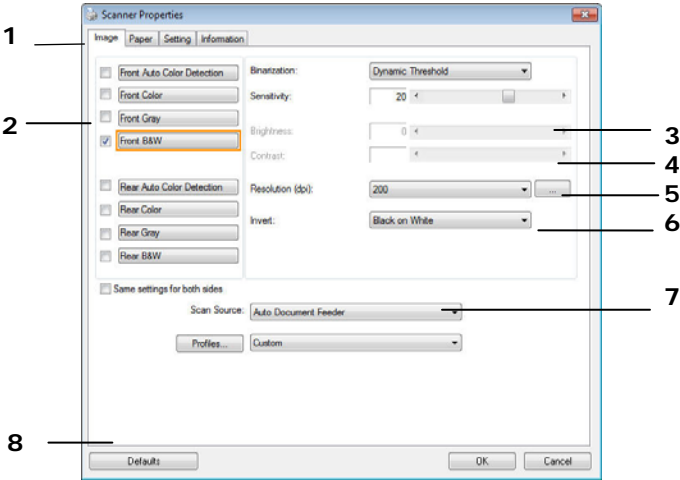 Scanner Properties
1
Image Paper Setting Information
Front Auto Color Detection
Binarization: Dynamic Threshold
Front Color
Sensitivity: 20
2
Front Gray
Front B&W
Brightness: 0
3
Contrast:
4
Rear Auto Color Detection
Resolution (dpi): 200 ...
5
Rear Color
Invert: Black on White
6
Rear Gray
Rear B&W
Same settings for both sides
7
Scan Source: Auto Document Feeder
Profiles... Custom
8
Defaults OK Cancel